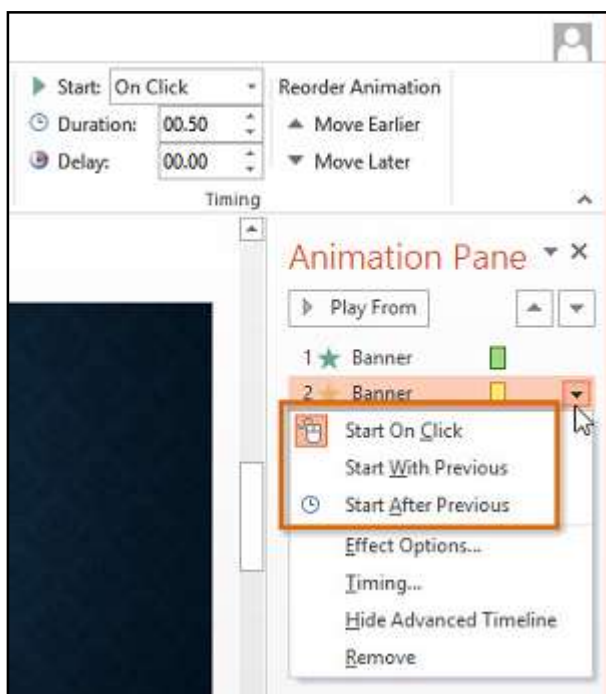 Start: On Click
Duration: 00.50
Delay: 00.00
Reorder Animation
Move Earlier
Move Later
Timing
Animation Pane
Play From
1 Banner
2 Banner
Start On Click
Start With Previous
Start After Previous
Effect Options...
Timing...
Hide Advanced Timeline
Remove